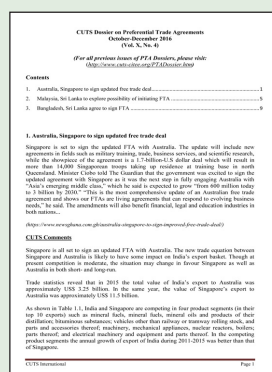 CUTS Dossier on Preferential Trade Agreements
October-December 2016
(Vol. X, No. 4)
(For all previous issues of PTA Dossiers, please visit:
(http://www.cuts-citee.org/PTADossier.htm)
Contents
1. Australia, Singapore to sign updated free trade deal ........ 1
2. Malaysia, Sri Lanka to explore possibility of initiating FTA ........ 5
3. Bangladesh, Sri Lanka agree to sign FTA ........ 9
1. Australia, Singapore to sign updated free trade deal
Singapore is set to sign the updated FTA with Australia. The update will include new
agreements in fields such as military training, trade, business services, and scientific research,
while the showpiece of the agreement is a 1.7-billion-U.S dollar deal which will result in
more than 14,000 Singaporean troops taking up residence at training base in north
Queensland. Minister Ciobo told The Guardian that the government was excited to sign the
updated agreement with Singapore as it was the next step in fully engaging Australia with
"Asia's emerging middle class," which he said is expected to grow "from 600 million today
to 3 billion by 2030." "This is the most comprehensive update of an Australian free trade
agreement and shows our FTAs are living agreements that can respond to evolving business
needs," he said. The amendments will also benefit financial, legal and education industries in
both nations...
(https://www.newsghana.com.gh/australia-singapore-to-sign-improved-free-trade-deal/)
CUTS Comments
Singapore is all set to sign an updated FTA with Australia. The new trade equation between
Singapore and Australia is likely to have some impact on India's export basket. Though at
present competition is moderate, the situation may change in favour Singapore as well as
Australia in both short- and long-run.
Trade statistics reveal that in 2015 the total value of India's export to Australia was
approximately US$ 3.25 billion. In the same year, the value of Singapore's export to
Australia was approximately US$ 11.5 billion.
As shown in Table 1.1, India and Singapore are competing in four product segments (in their
top 10 exports) such as mineral fuels, mineral fuels, mineral oils and products of their
distillation; bituminous substances; vehicles other than railway or tramway rolling stock, and
parts and accessories thereof; machinery, mechanical appliances, nuclear reactors, boilers;
parts thereof; and electrical machinery and equipment and parts thereof. In the competing
product segments the annual growth of export of India during 2011-2015 was better than that
of Singapore.
CUTS International Page 1